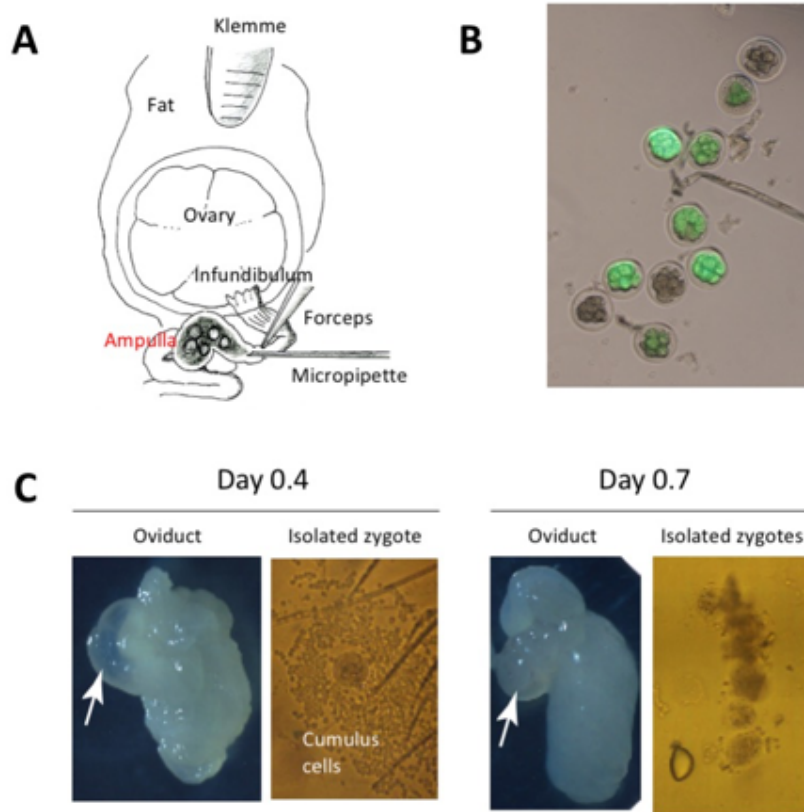 A
Klemme
Fat
Ovary
Infundibulum
Forceps
Ampulla
Micropipette
B
C
Day 0.4
Day 0.7
Oviduct
Isolated zygote
Oviduct
Isolated zygotes
Cumulus
cells